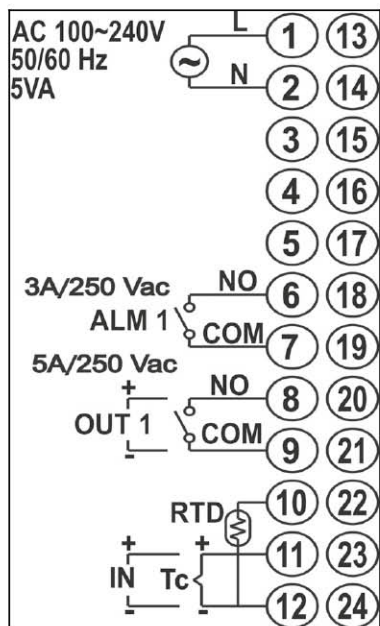 AC 100~240V L 1 13
50/60 Hz
5VA N 2 14
3 15
4 16
5 17
3A/250 Vac NO 6 18
ALM 1 COM 7 19
5A/250 Vac
+ NO 8 20
OUT 1 COM
- 9 21
RTD 10 22
+ + 11 23
IN Tc
- - 12 24